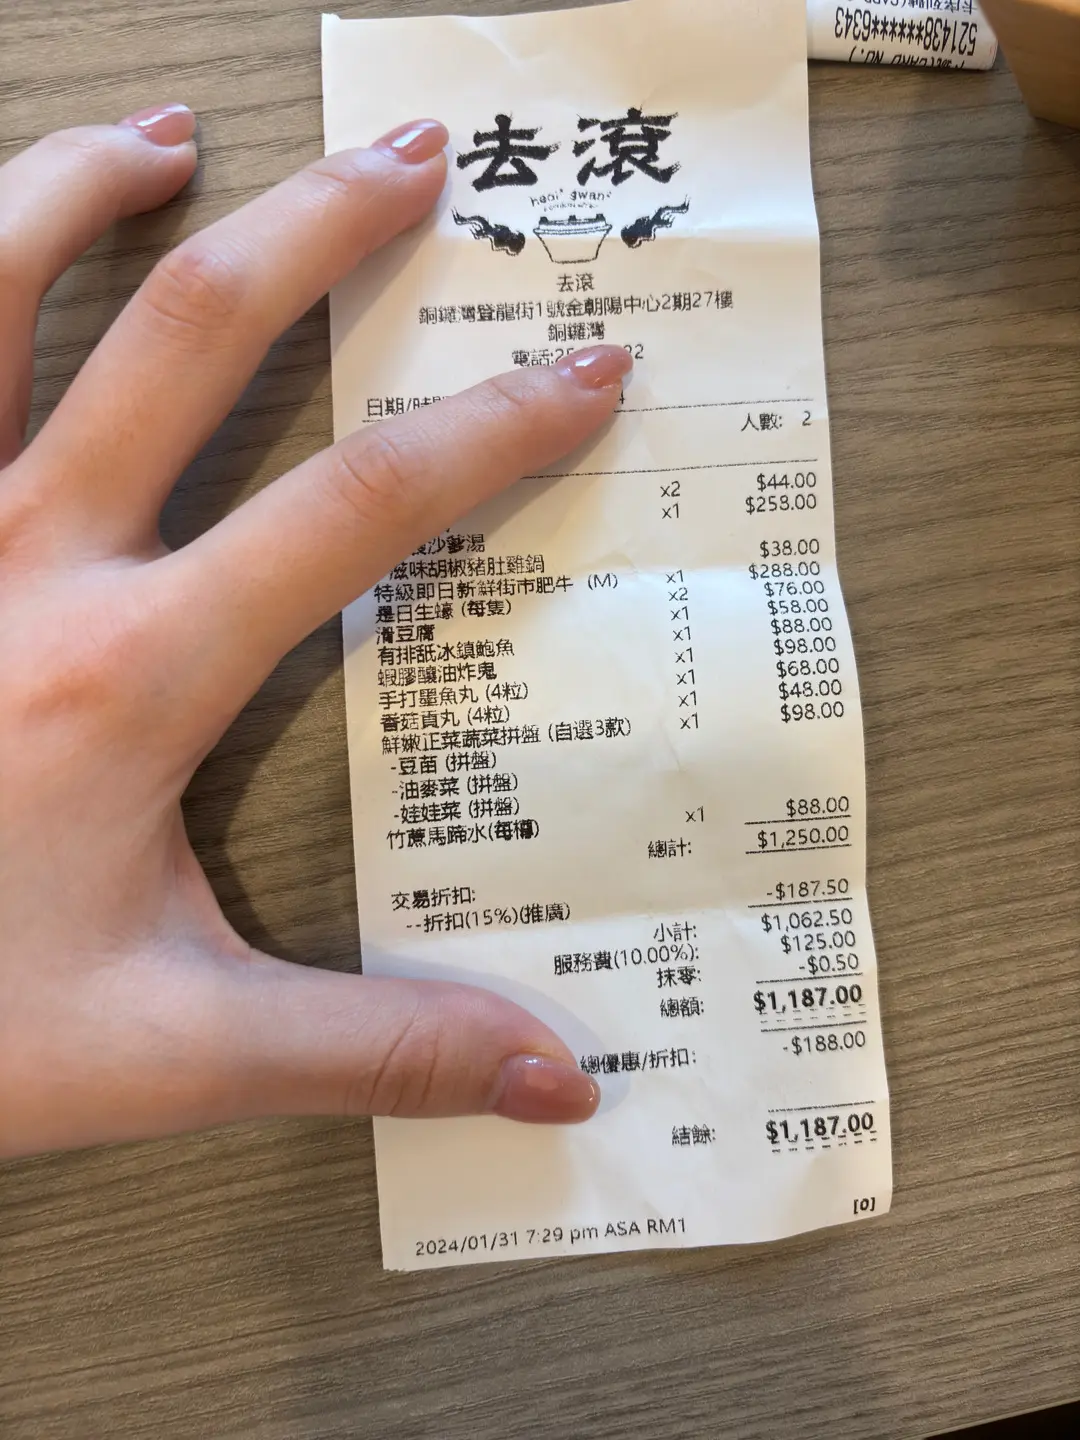 去滾
heoi² gwan²
去滾
銅鑼灣登龍街1號金朝陽中心2期27樓
銅鑼灣
電話:25 22
日期/時間 4
人數: 2
x2 $44.00
x1 $258.00
沙爹湯 $38.00
滋味胡椒豬肚雞鍋 x1 $288.00
特級即日新鮮街市肥牛 (M) x2 $76.00
是日生蠔 (每隻) x1 $58.00
滑豆腐 x1 $88.00
有排舐冰鎮鮑魚 x1 $98.00
蝦膠釀油炸鬼 x1 $68.00
手打墨魚丸 (4粒) x1 $48.00
香菇貢丸 (4粒) x1 $98.00
鮮嫩正菜蔬菜拼盤 (自選3款)
-豆苗 (拼盤)
-油麥菜 (拼盤)
-娃娃菜 (拼盤)
竹蔗馬蹄水(每樽) x1 $88.00
總計: $1,250.00
交易折扣:
--折扣(15%)(推廣) -$187.50
小計: $1,062.50
服務費(10.00%): $125.00
抹零: -$0.50
總額: $1,187.00
總優惠/折扣: -$188.00
結餘: $1,187.00
[0]
2024/01/31 7:29 pm ASA RM1
(CARD NO.)
521438******6343